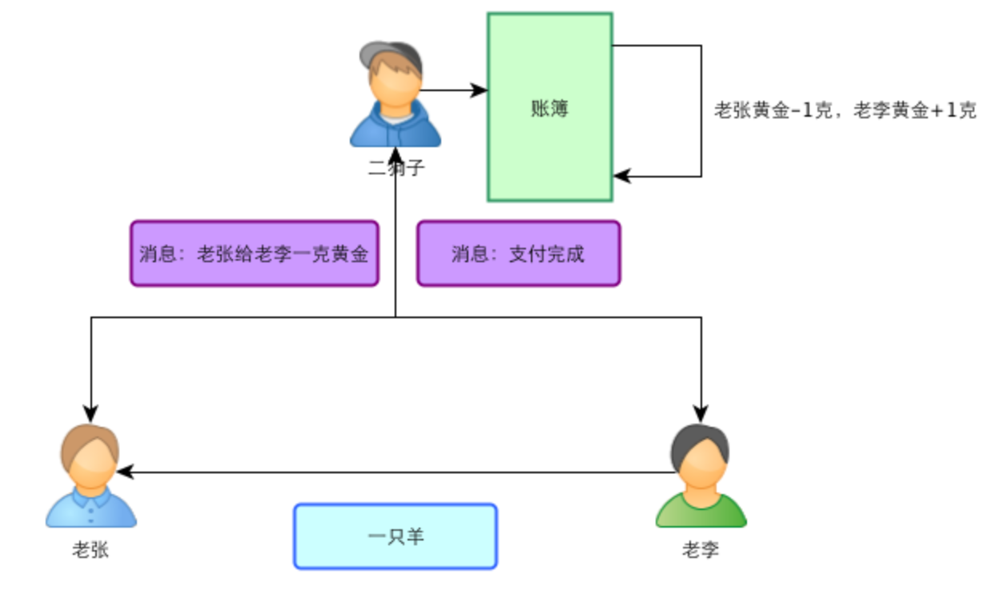 账簿
老张黄金-1克，老李黄金+1克
二狗子
消息：老张给老李一克黄金
消息：支付完成
一只羊
老张
老李